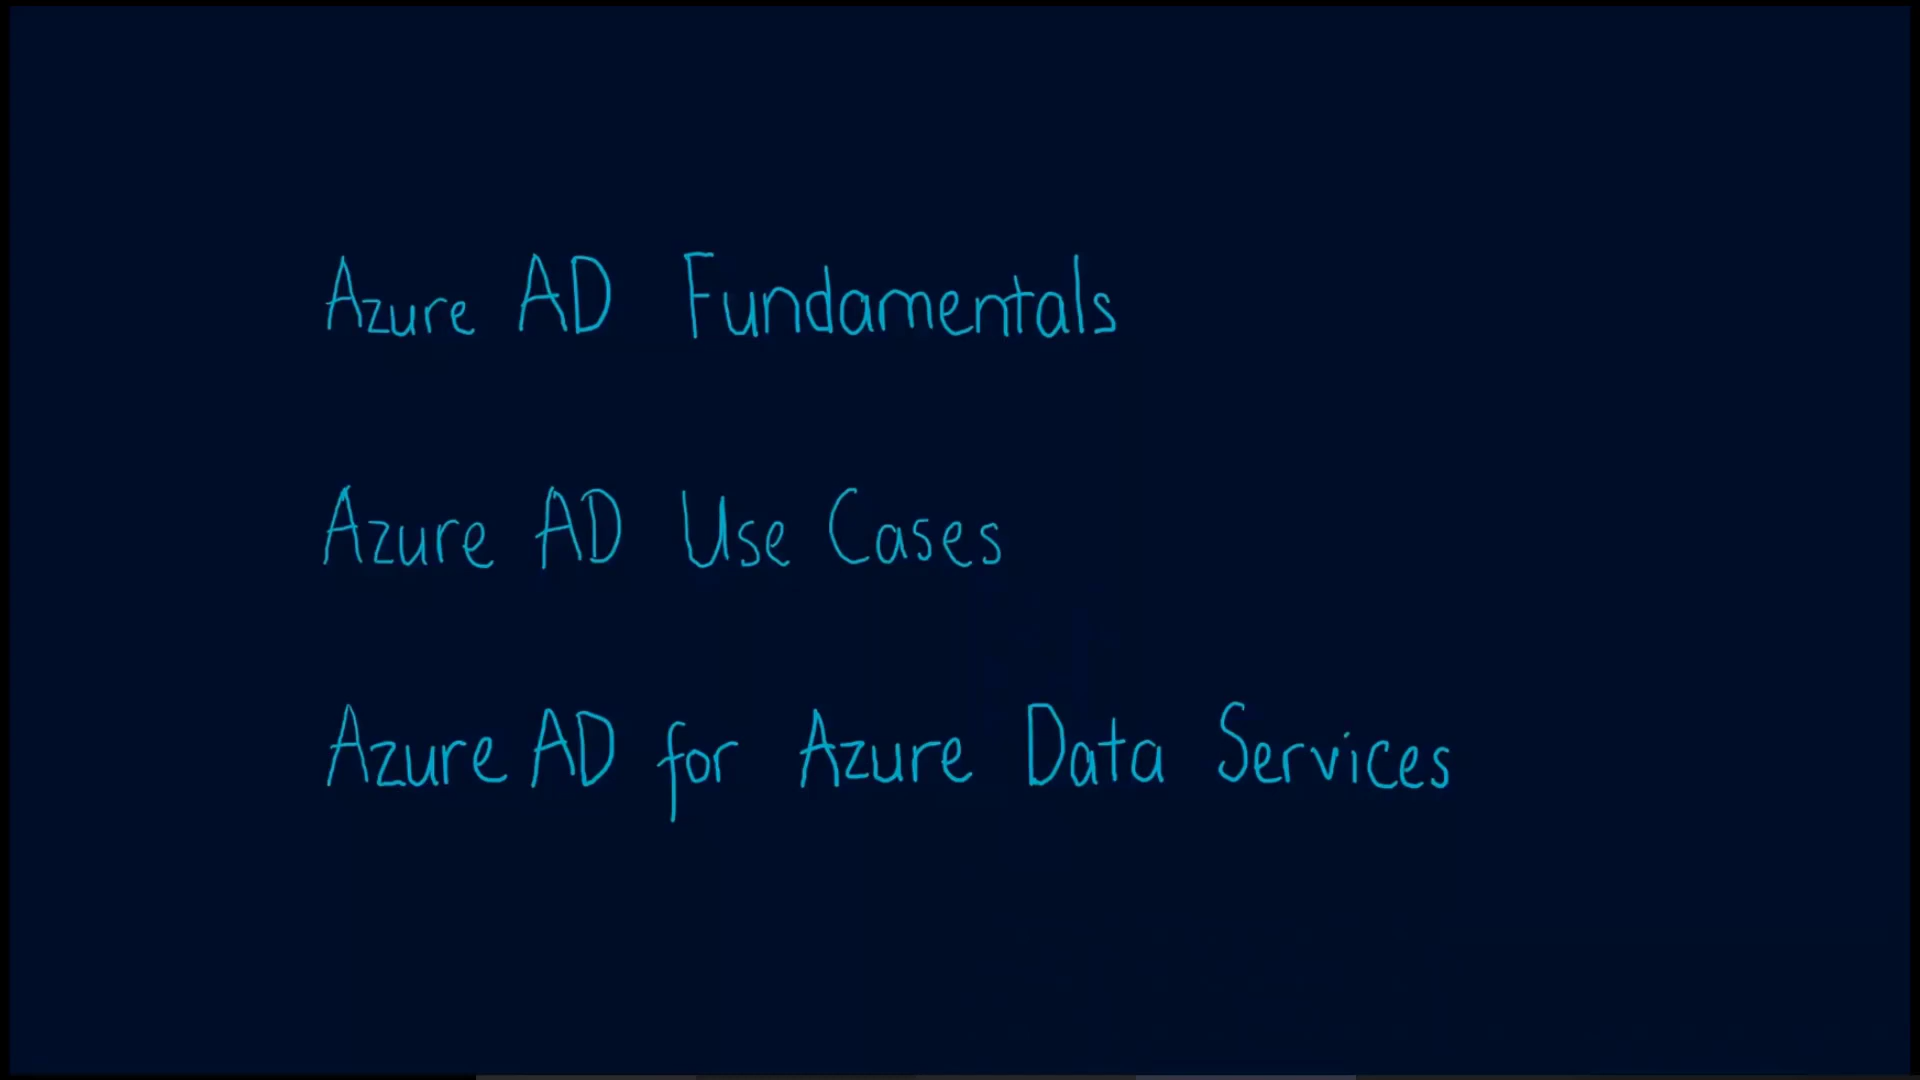 Azure AD Fundamentals
Azure AD Use Cases
Azure AD for Azure Data Services